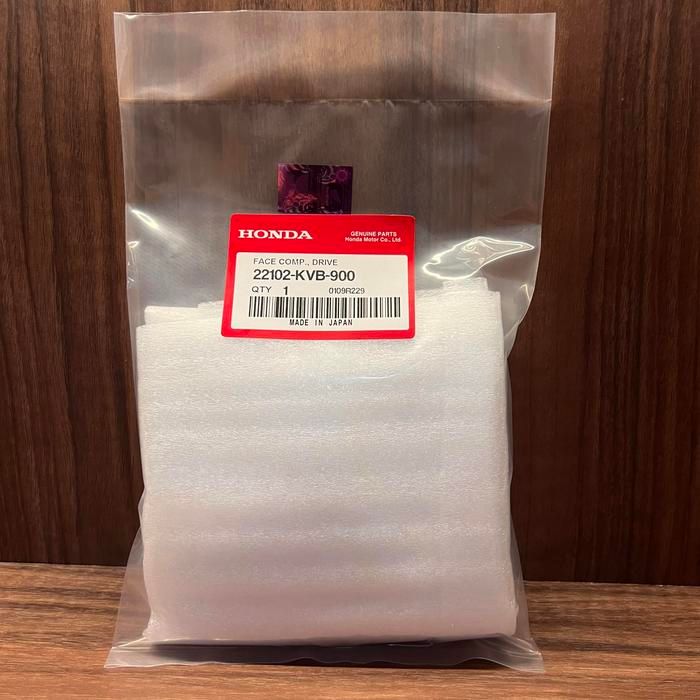 HONDA
GENUINE PARTS
Honda Motor Co., Ltd.
FACE COMP., DRIVE
22102-KVB-900
QTY 1 0109R229
MADE IN JAPAN